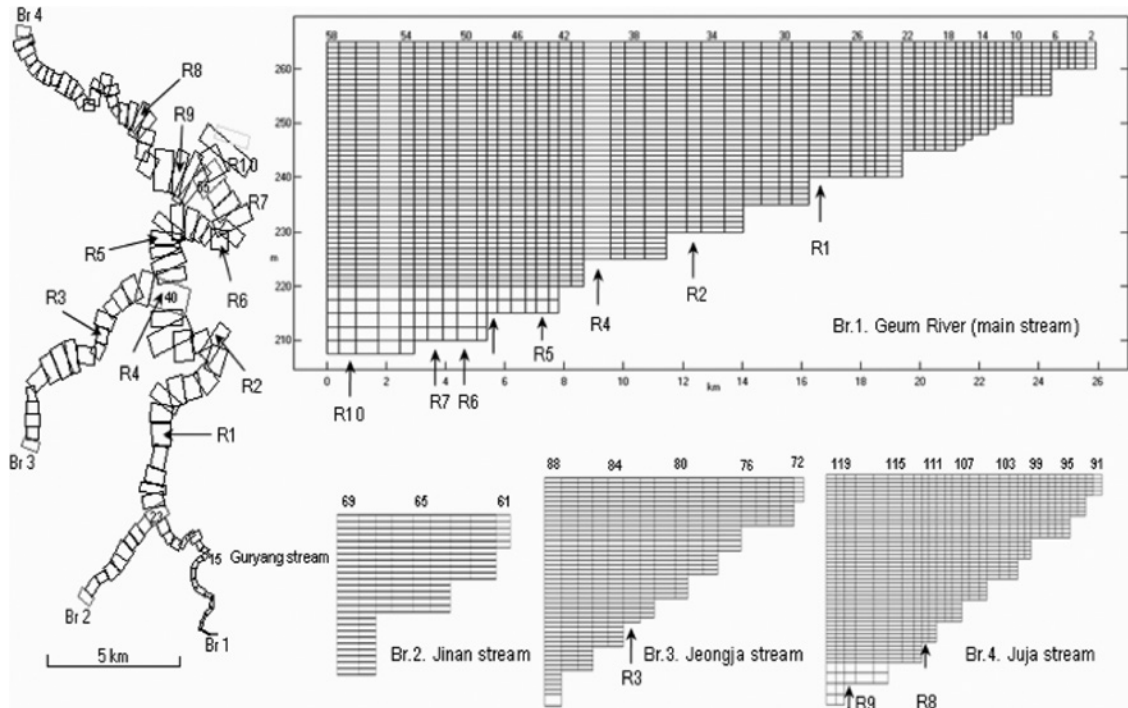 Br 4
R8
R9
R10
55
R7
R5
R6
R3
40
R4
R2
R1
Br 3
22
15 Guryang stream
Br 2
Br 1
5 km
58 54 50 46 42 38 34 30 26 22 18 14 10 6 2
260
250
240
230
m
220
210
R1
R2
R4
R5
Br.1. Geum River (main stream)
0 2 4 6 8 10 12 km 14 16 18 20 22 24 26
R10 R7 R6
69 65 61
Br.2. Jinan stream
88 84 80 76 72
Br.3. Jeongja stream
R3
119 115 111 107 103 99 95 91
Br.4. Juja stream
R9 R8